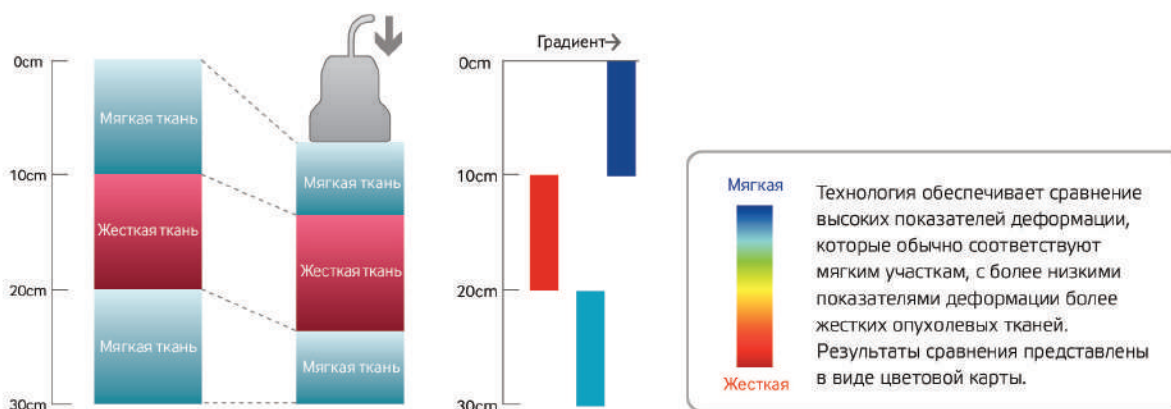 0cm
10cm
20cm
30cm
Мягкая ткань
Жесткая ткань
Мягкая ткань
Мягкая ткань
Жесткая ткань
Мягкая ткань
Градиент→
0cm
10cm
20cm
30cm
Мягкая
Жесткая
Технология обеспечивает сравнение
высоких показателей деформации,
которые обычно соответствуют
мягким участкам, с более низкими
показателями деформации более
жестких опухолевых тканей.
Результаты сравнения представлены
в виде цветовой карты.